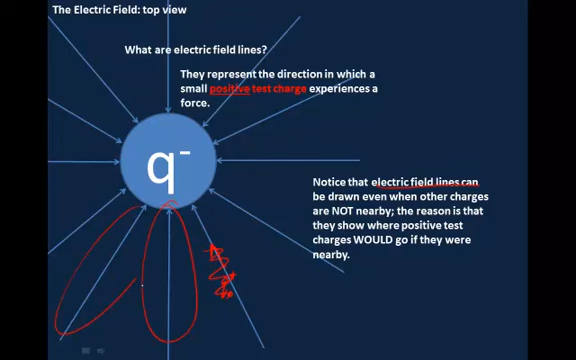 The Electric Field: top view
What are electric field lines?
They represent the direction in which a
small positive test charge experiences a
force.
q-
Notice that electric field lines can
be drawn even when other charges
are NOT nearby; the reason is that
they show where positive test
charges WOULD go if they were
nearby.